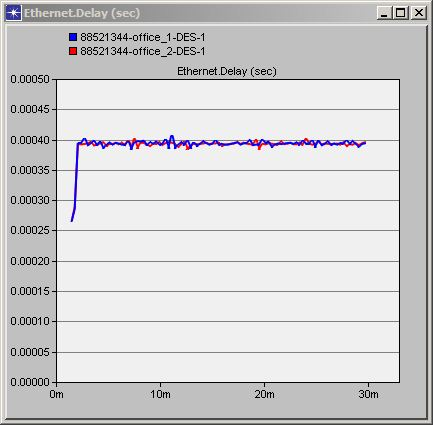 Ethernet.Delay (sec)
88521344-office_1-DES-1
88521344-office_2-DES-1
Ethernet.Delay (sec)
0.00050
0.00045
0.00040
0.00035
0.00030
0.00025
0.00020
0.00015
0.00010
0.00005
0.00000
0m 10m 20m 30m